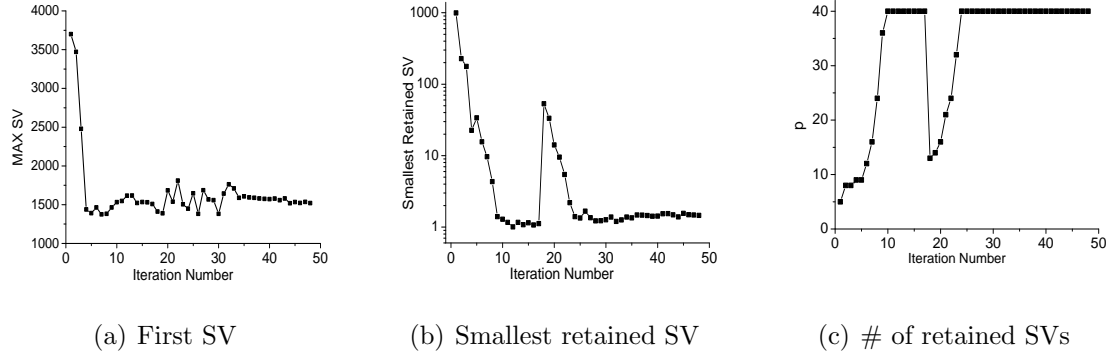 4000
3500
3000
2500
2000
1500
1000
MAX SV
0 10 20 30 40 50
Iteration Number
(a) First SV
1000
100
10
1
Smallest Retained SV
0 10 20 30 40 50
Iteration Number
(b) Smallest retained SV
40
30
20
10
0
p
0 10 20 30 40 50
Iteration Number
(c) # of retained SVs